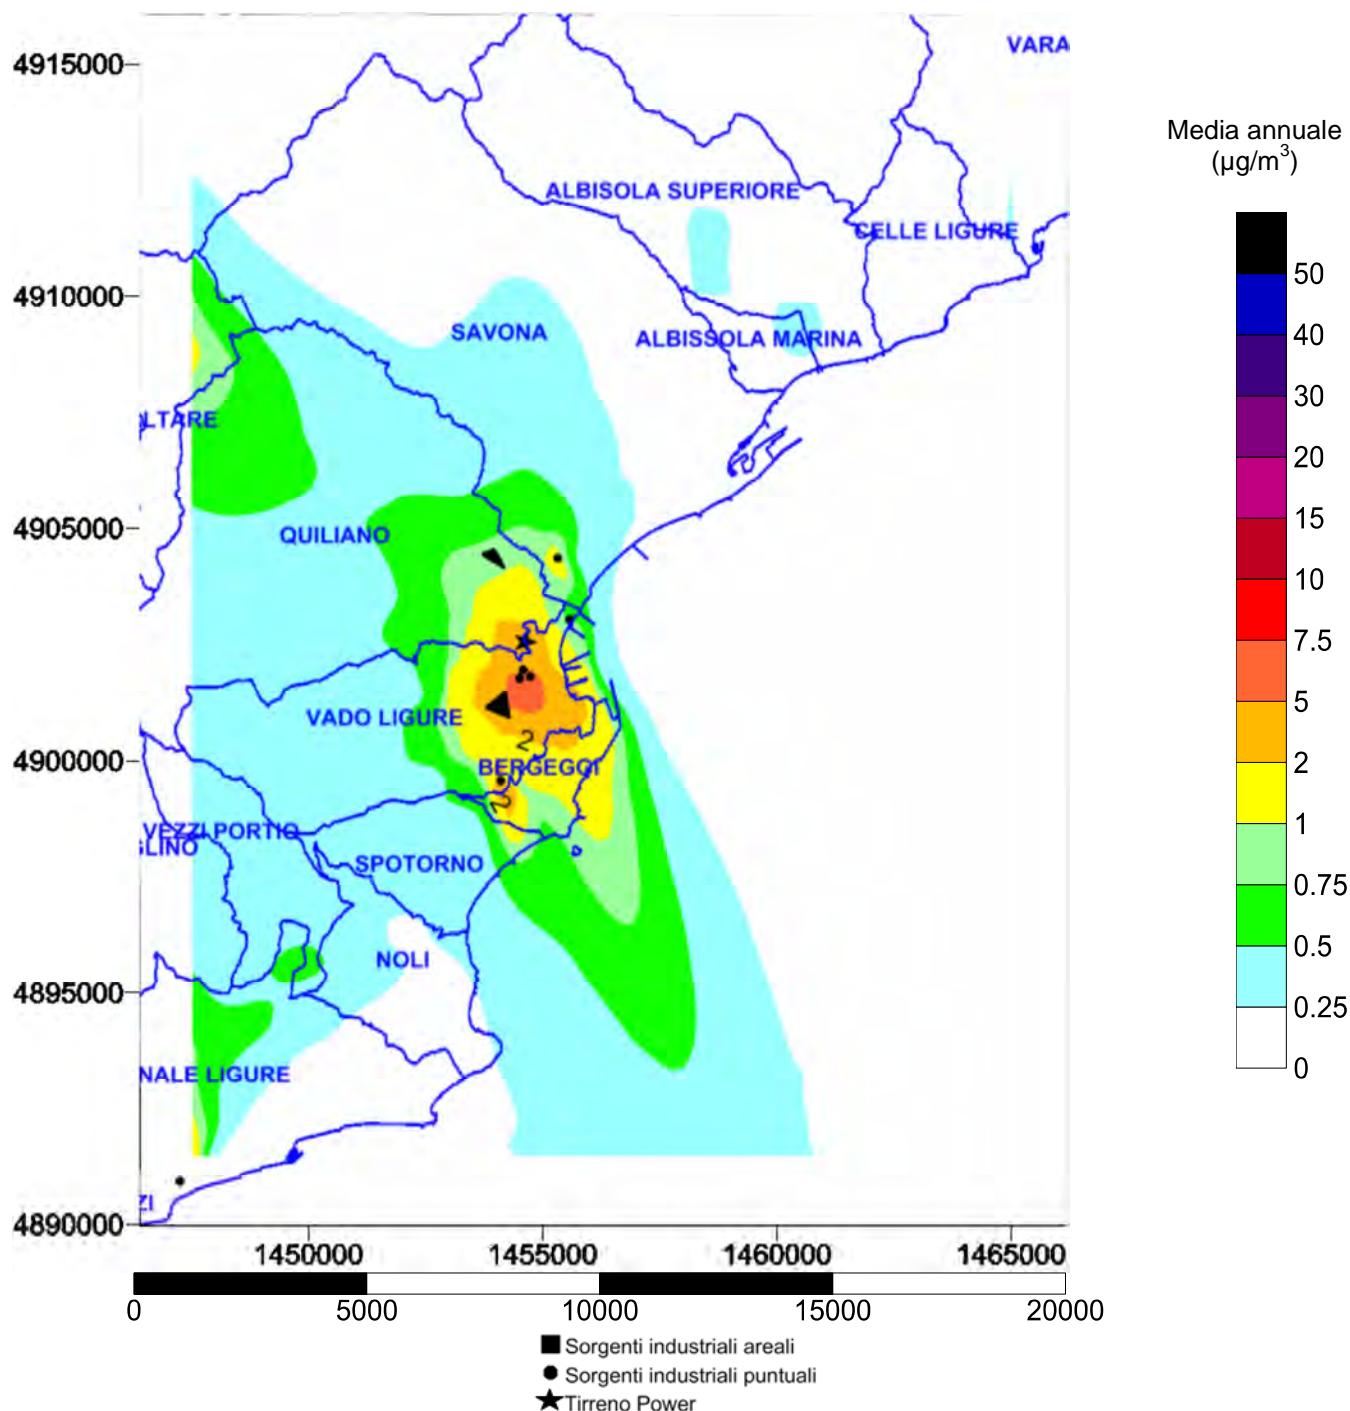 4915000
4910000
4905000
4900000
4895000
4890000
VARA
ALBISOLA SUPERIORE
CELLE LIGURE
SAVONA
ALBISSOLA MARINA
LTARE
QUILIANO
VADO LIGURE
2
BERGEGGI
2
VEZZI PORTIO
GLINO
SPOTORNO
NOLI
NALE LIGURE
ZI
1450000 1455000 1460000 1465000
0 5000 10000 15000 20000
Sorgenti industriali areali
Sorgenti industriali puntuali
Tirreno Power
Media annuale
(µg/m³)
50
40
30
20
15
10
7.5
5
2
1
0.75
0.5
0.25
0